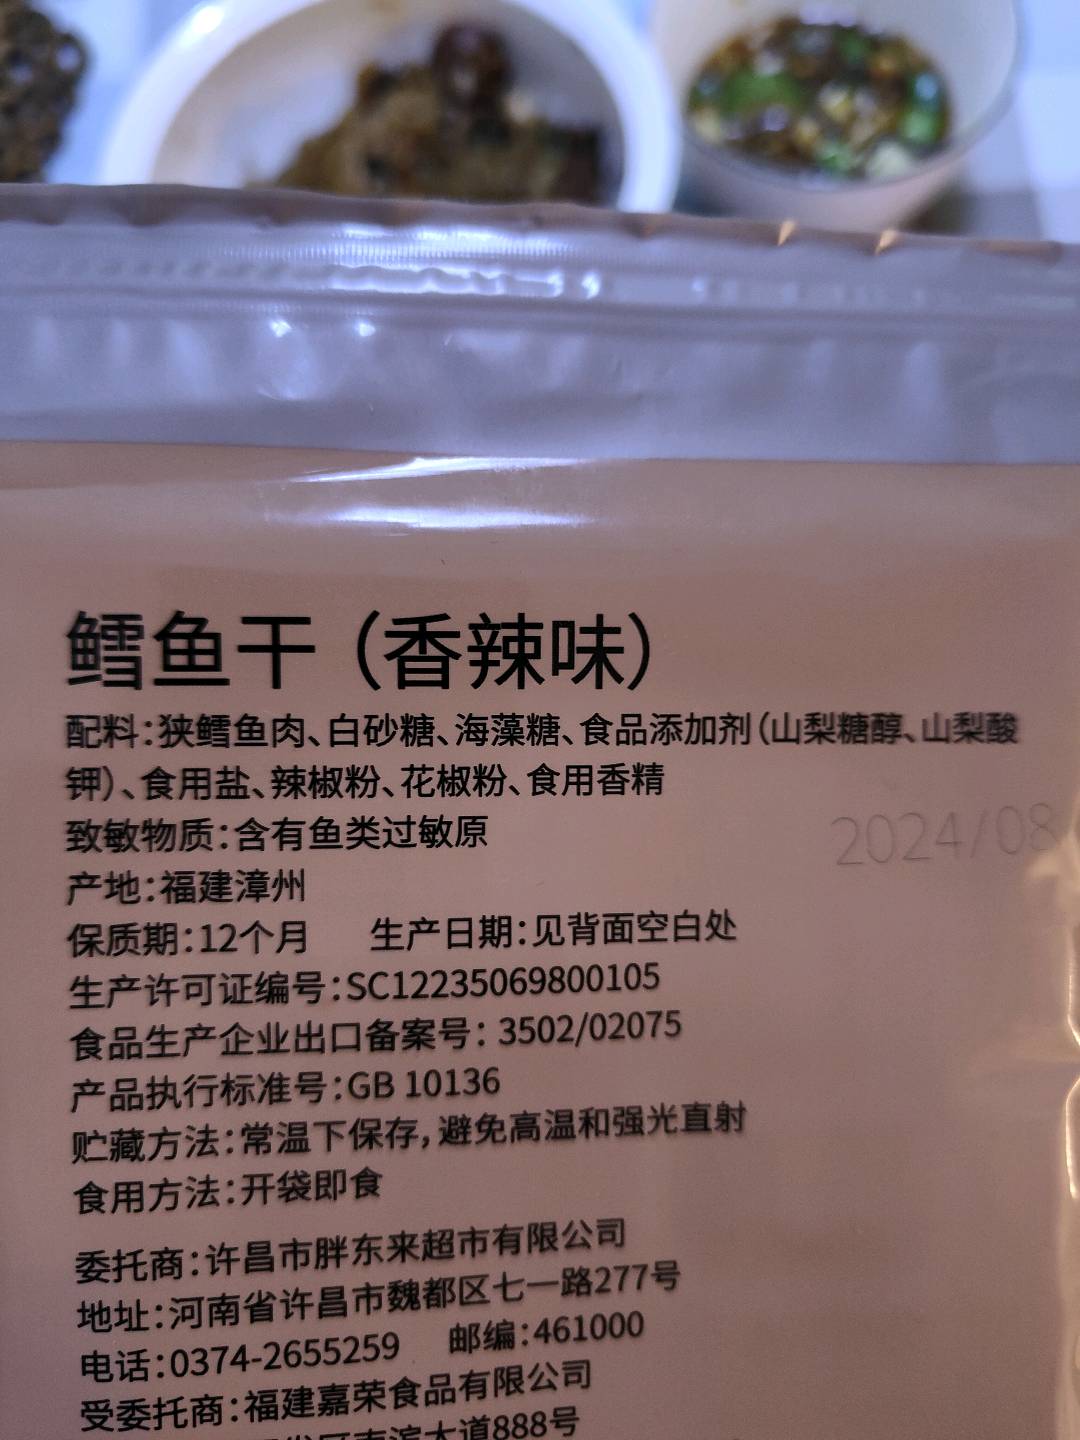 鳕鱼干（香辣味）
配料：狭鳕鱼肉、白砂糖、海藻糖、食品添加剂（山梨糖醇、山梨酸
钾）、食用盐、辣椒粉、花椒粉、食用香精
致敏物质：含有鱼类过敏原
2024/08
产地：福建漳州
保质期：12个月 生产日期：见背面空白处
生产许可证编号：SC12235069800105
食品生产企业出口备案号：3502/02075
产品执行标准号：GB 10136
贮藏方法：常温下保存，避免高温和强光直射
食用方法：开袋即食
委托商：许昌市胖东来超市有限公司
地址：河南省许昌市魏都区七一路277号
电话：0374-2655259 邮编：461000
受委托商：福建嘉荣食品有限公司
发区南滨大道888号